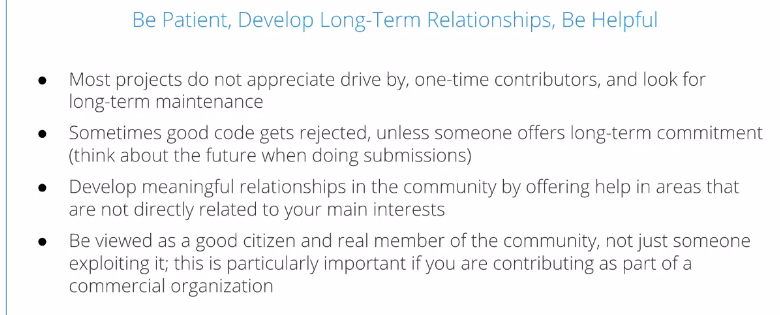 Be Patient, Develop Long-Term Relationships, Be Helpful
● Most projects do not appreciate drive by, one-time contributors, and look for
long-term maintenance
● Sometimes good code gets rejected, unless someone offers long-term commitment
(think about the future when doing submissions)
● Develop meaningful relationships in the community by offering help in areas that
are not directly related to your main interests
● Be viewed as a good citizen and real member of the community, not just someone
exploiting it; this is particularly important if you are contributing as part of a
commercial organization